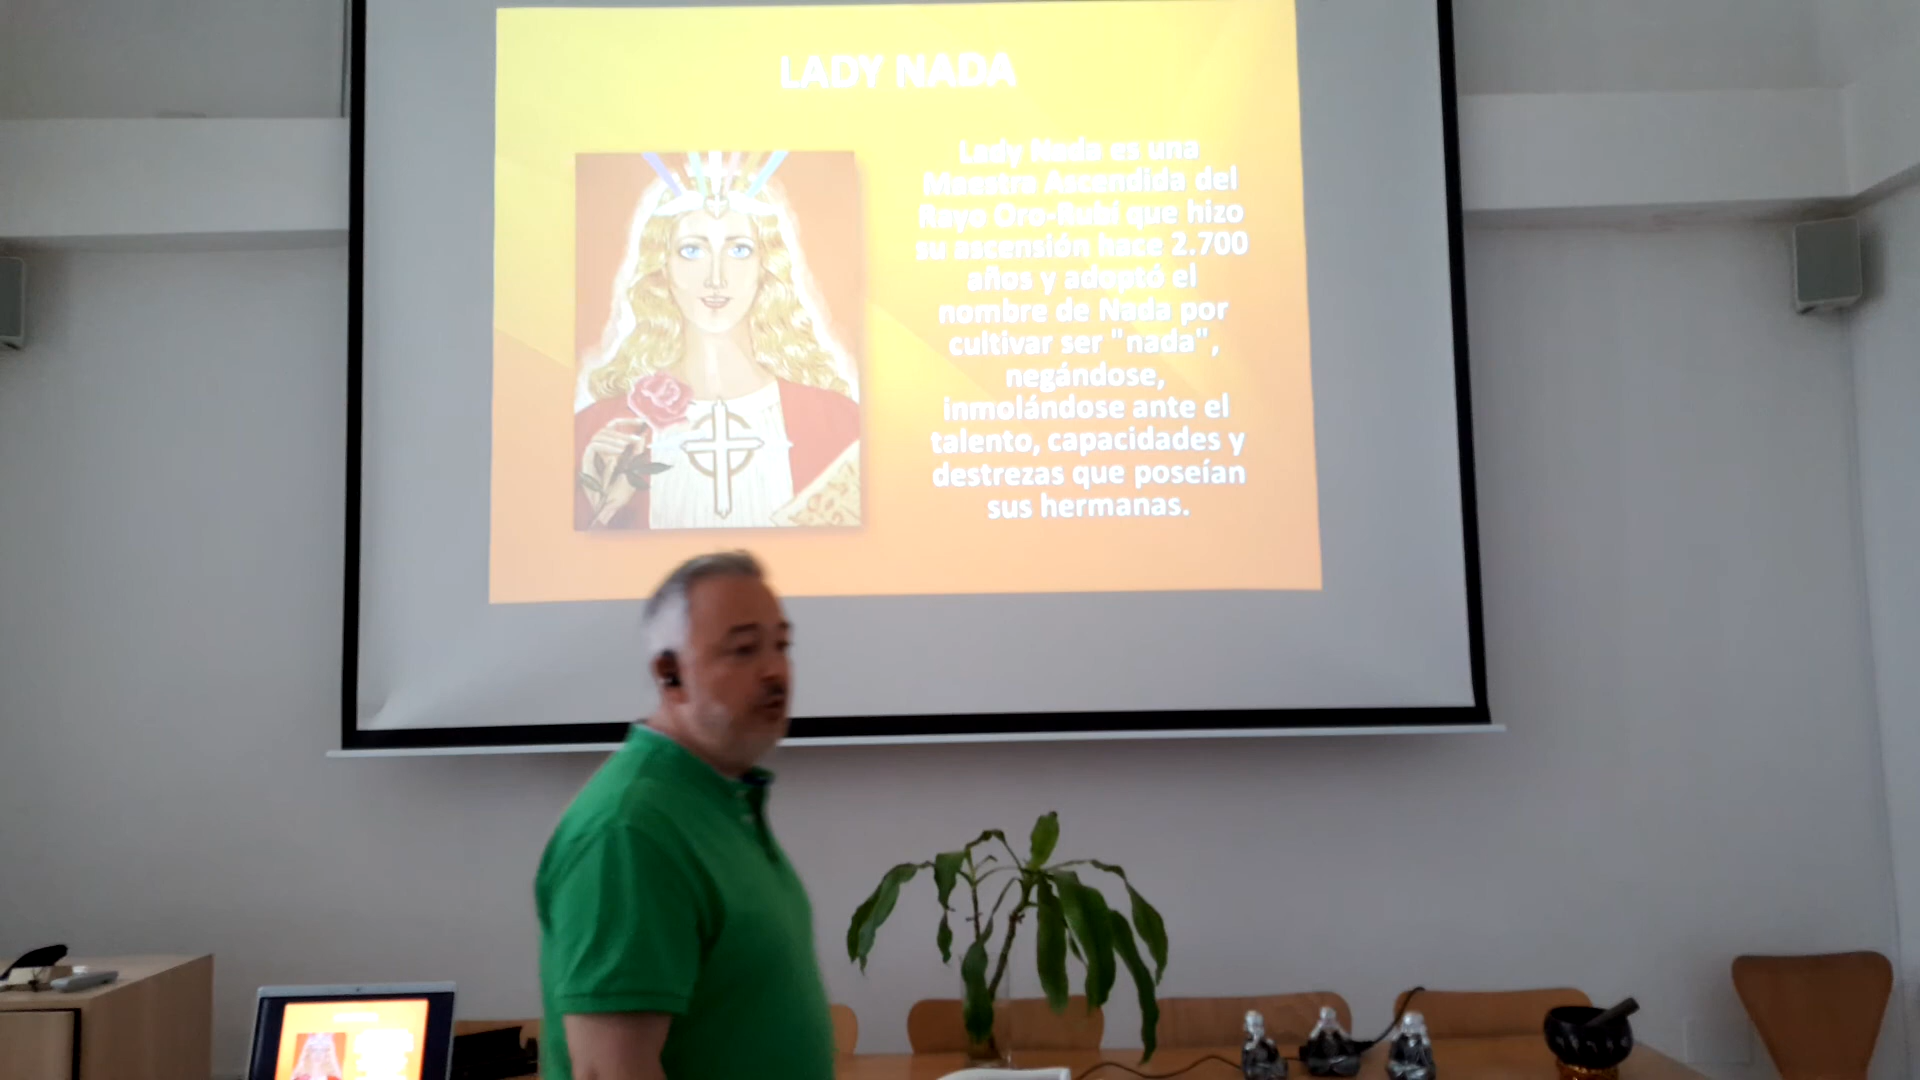 LADY NADA
Lady Nada es una
Maestra Ascendida del
Rayo Oro-Rubí que hizo
su ascensión hace 2.700
años y adoptó el
nombre de Nada por
cultivar ser "nada",
negándose,
inmolándose ante el
talento, capacidades y
destrezas que poseían
sus hermanas.